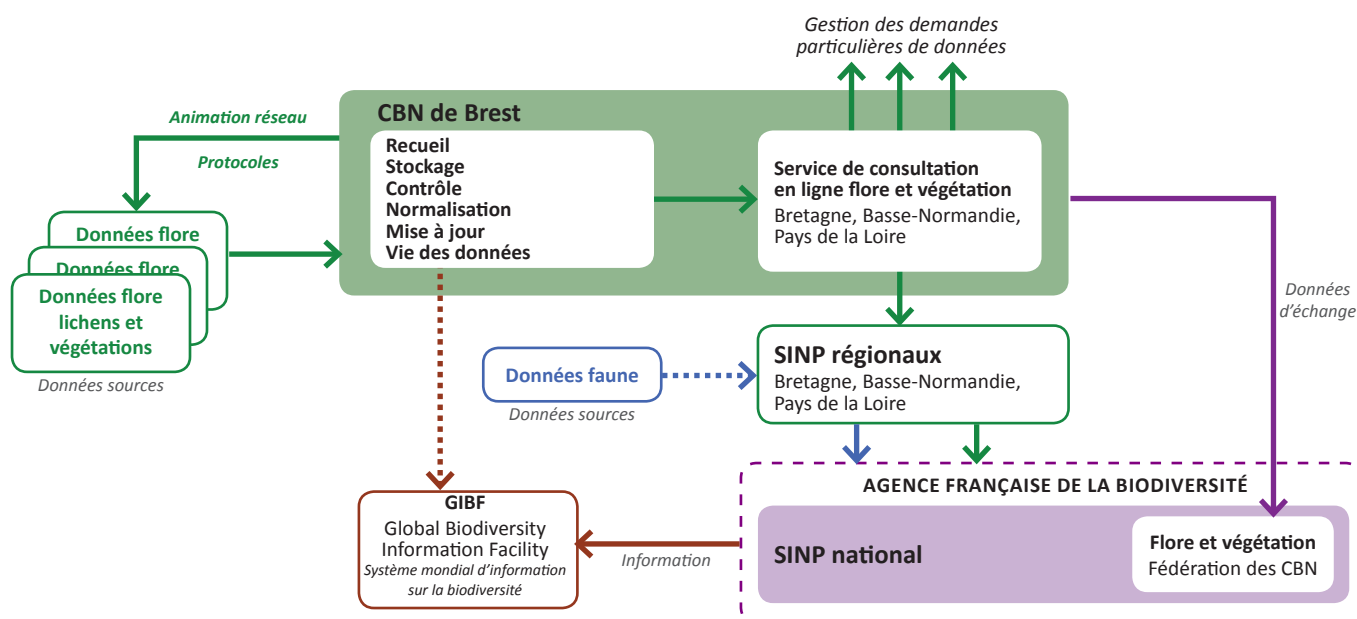 Gestion des demandes
particulières de données
CBN de Brest
Animation réseau
Protocoles
Recueil
Stockage
Contrôle
Normalisation
Mise à jour
Vie des données
Service de consultation
en ligne flore et végétation
Bretagne, Basse-Normandie,
Pays de la Loire
Données flore
Données flore
Données flore
lichens et
végétations
Données sources
Données
d'échange
SINP régionaux
Bretagne, Basse-Normandie,
Pays de la Loire
Données faune
Données sources
AGENCE FRANÇAISE DE LA BIODIVERSITÉ
SINP national
Flore et végétation
Fédération des CBN
Information
GIBF
Global Biodiversity
Information Facility
Système mondial d'information
sur la biodiversité